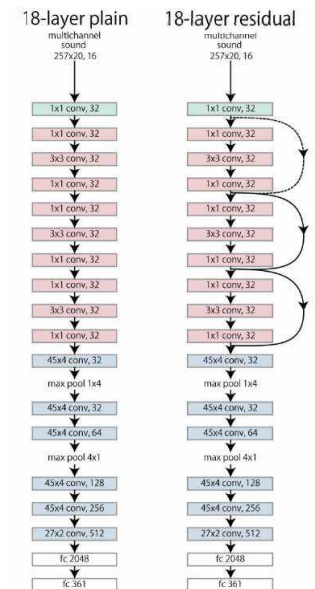 18-layer plain
multichannel
sound
257x20, 16
1x1 conv, 32
1x1 conv, 32
3x3 conv, 32
1x1 conv, 32
1x1 conv, 32
3x3 conv, 32
1x1 conv, 32
1x1 conv, 32
3x3 conv, 32
1x1 conv, 32
45x4 conv, 32
max pool 1x4
45x4 conv, 32
45x4 conv, 64
max pool 4x1
45x4 conv, 128
45x4 conv, 256
27x2 conv, 512
fc 2048
fc 361
18-layer residual
multichannel
sound
257x20, 16
1x1 conv, 32
1x1 conv, 32
3x3 conv, 32
1x1 conv, 32
1x1 conv, 32
3x3 conv, 32
1x1 conv, 32
1x1 conv, 32
3x3 conv, 32
1x1 conv, 32
45x4 conv, 32
max pool 1x4
45x4 conv, 32
45x4 conv, 64
max pool 4x1
45x4 conv, 128
45x4 conv, 256
27x2 conv, 512
fc 2048
fc 361